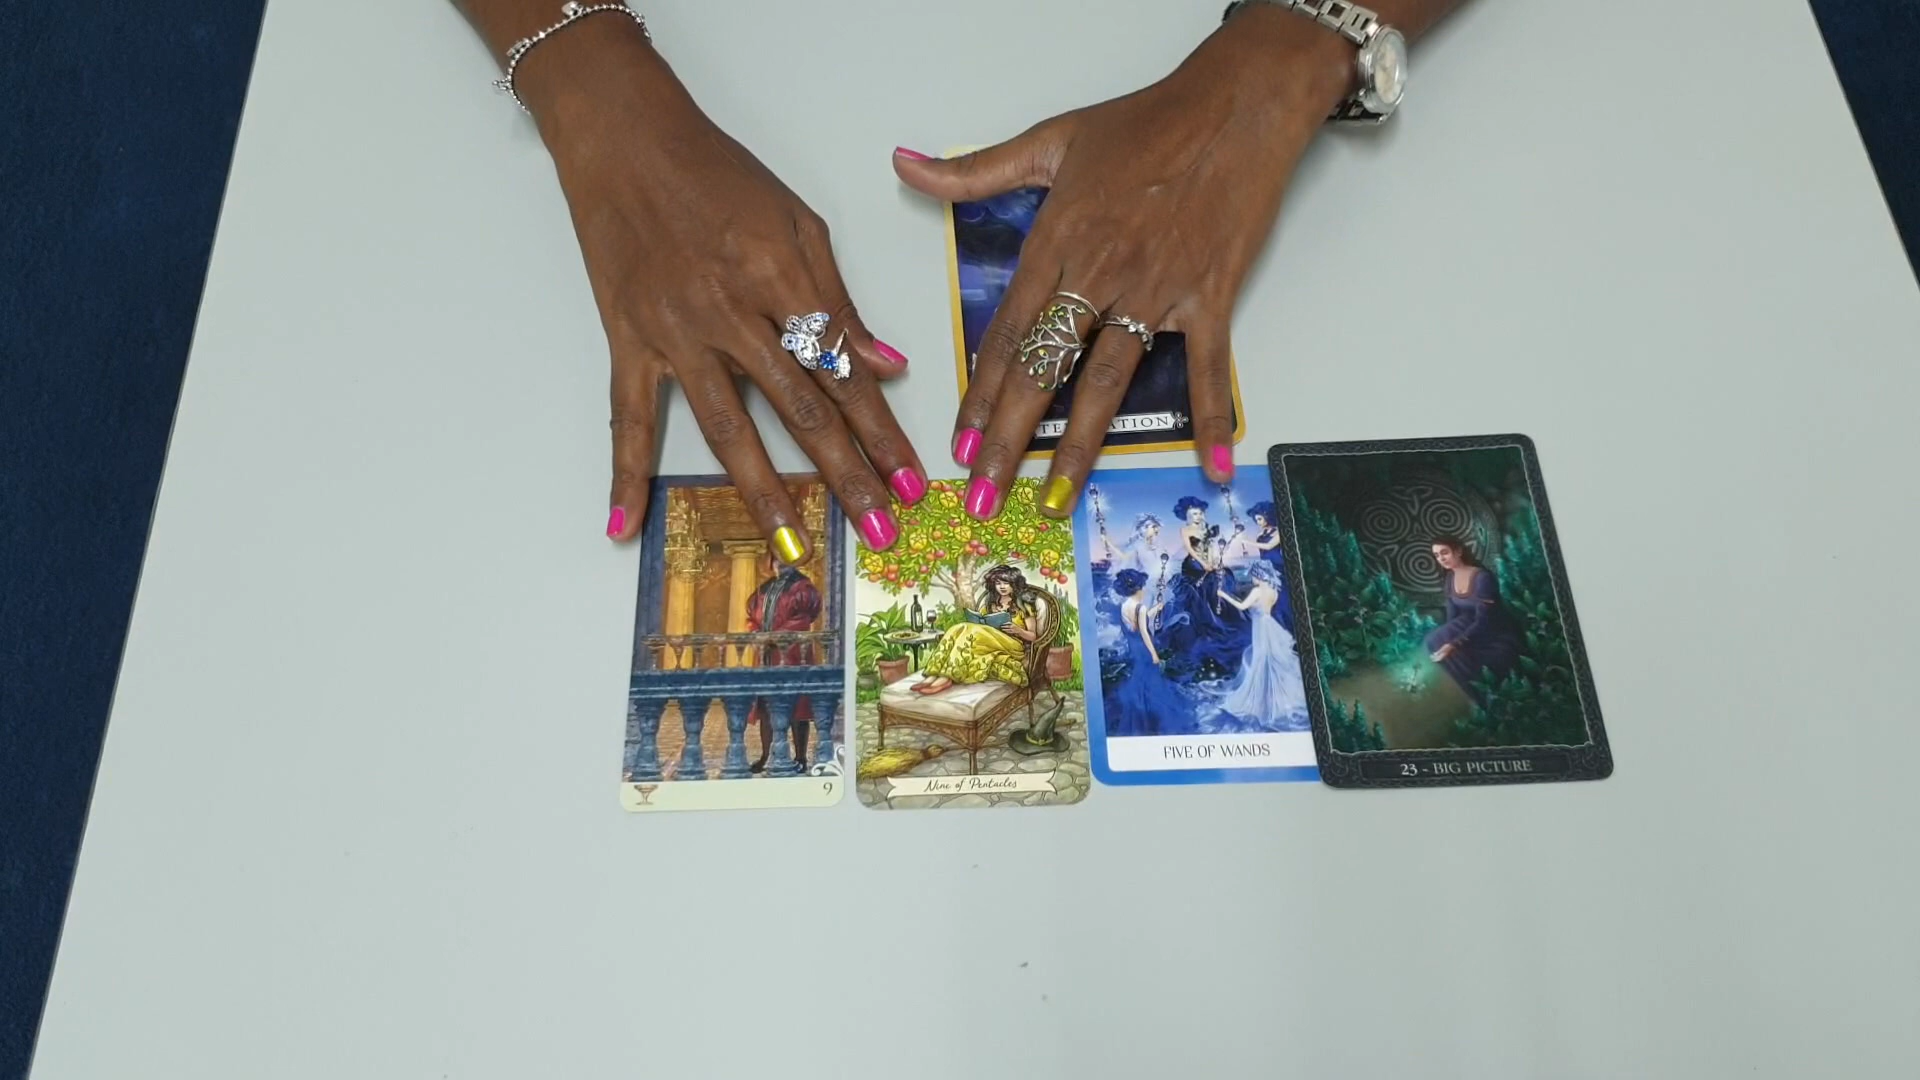 9
Nine of Pentacles
FIVE OF WANDS
23 - BIG PICTURE